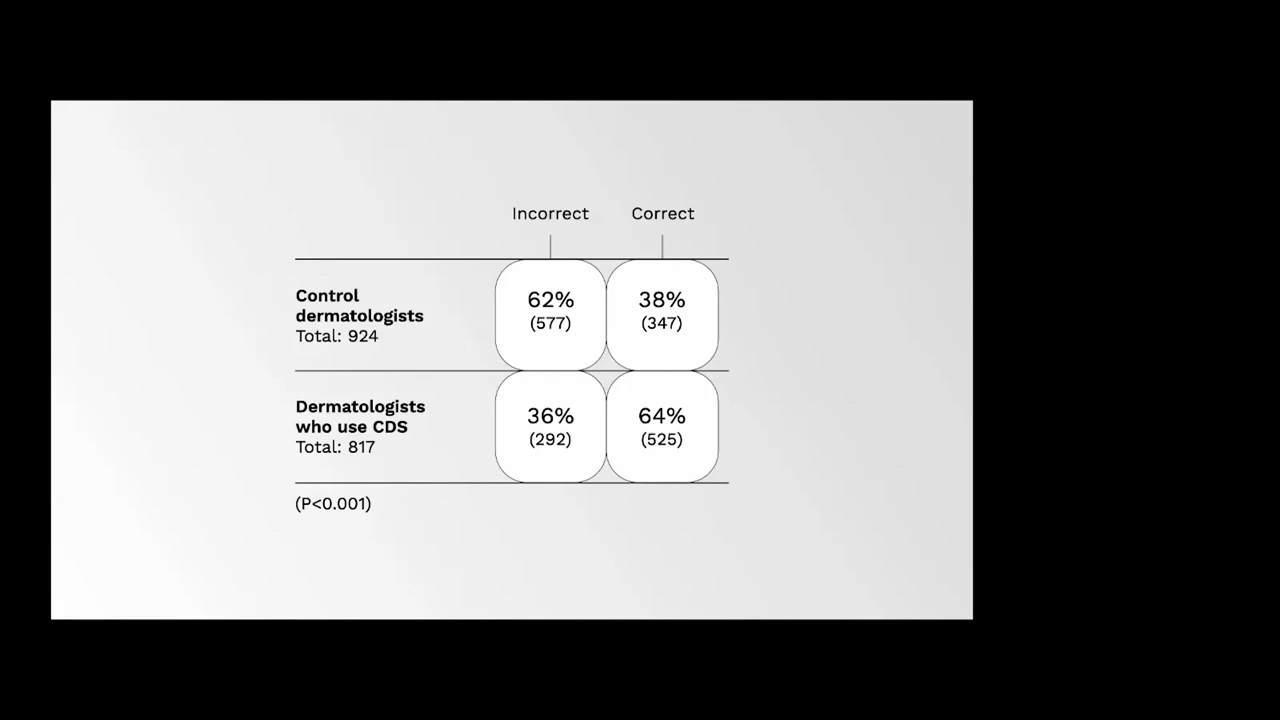 Incorrect Correct
Control
dermatologists
Total: 924
62% 38%
(577) (347)
Dermatologists
who use CDS
Total: 817
36% 64%
(292) (525)
(P<0.001)